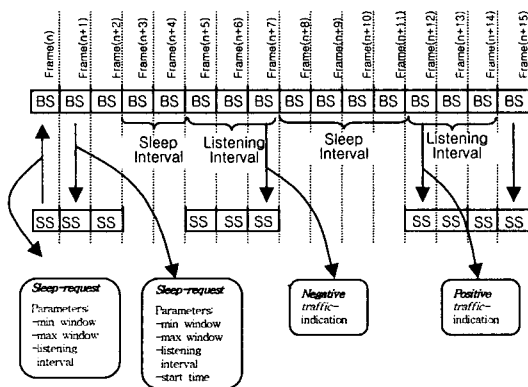 Frame(n)
Frame(n+1)
Frame(n+2)
Frame(n+3)
Frame(n+4)
Frame(n+5)
Frame(n+6)
Frame(n+7)
Frame(n+8)
Frame(n+9)
Frame(n+10)
Frame(n+11)
Frame(n+12)
Frame(n+13)
Frame(n+14)
Frame(n+15)
BS BS BS BS BS BS BS BS BS BS BS BS BS BS BS BS
Sleep
Interval
Listening
Interval
Sleep
Interval
Listening
Interval
SS SS SS
SS SS SS
SS SS SS SS
Sleep-request
Parameters:
-min window
-max window
-listening
interval
Sleep-request
Parameters:
-min window
-max window
-listening
interval
-start time
Negative
traffic-
indication
Positive
traffic-
indication